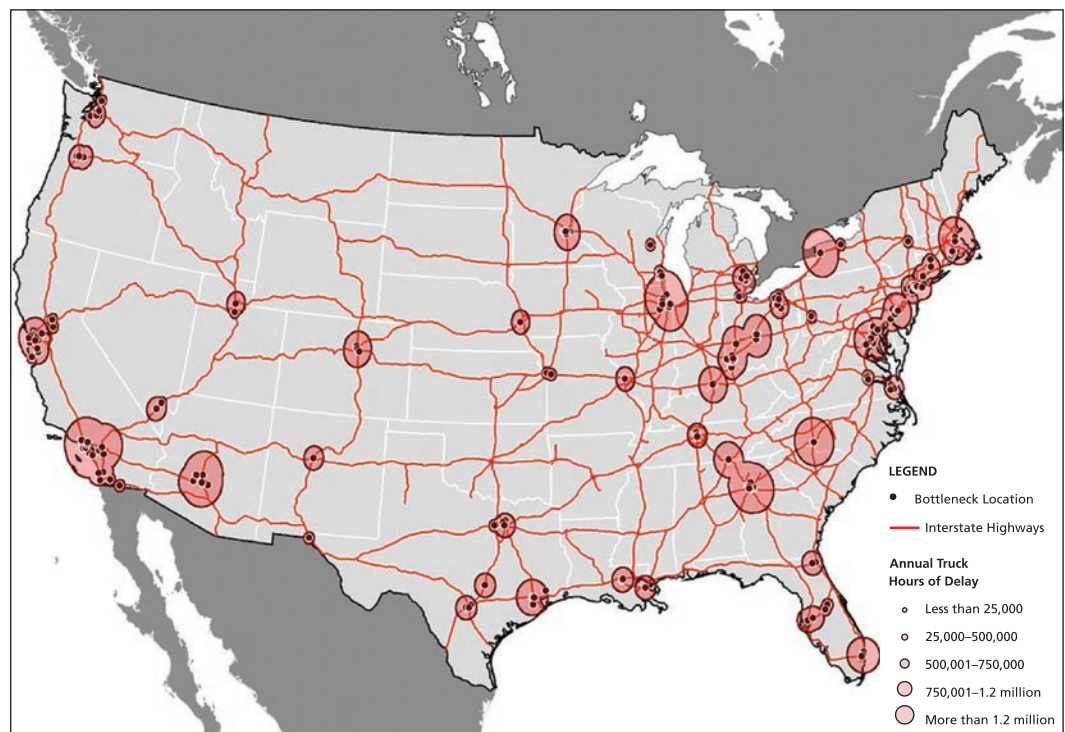 LEGEND
Bottleneck Location
Interstate Highways
Annual Truck
Hours of Delay
Less than 25,000
25,000–500,000
500,001–750,000
750,001–1.2 million
More than 1.2 million